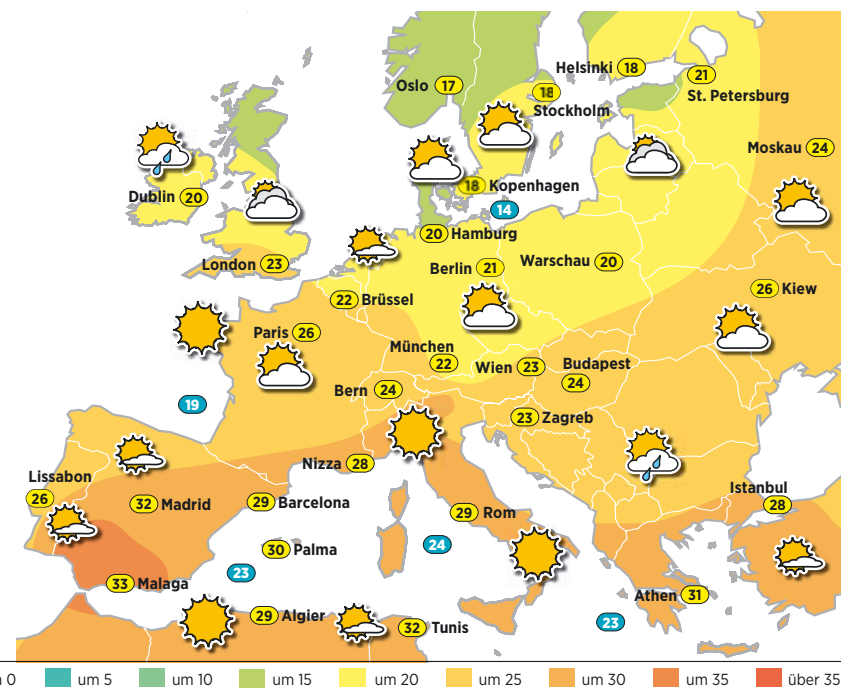 Helsinki 18
Oslo 17
21
St. Petersburg
18
Stockholm
Moskau 24
18 Kopenhagen
Dublin 20
14
20 Hamburg
London 23
Berlin 21
Warschau 20
22 Brüssel
26 Kiew
Paris 26
München
22
Wien 23
Budapest
24
Bern 24
19
23 Zagreb
Nizza 28
Lissabon
26
32 Madrid
29 Barcelona
29 Rom
Istanbul
28
24
30 Palma
23
33 Malaga
Athen 31
29 Algier
32 Tunis
23
0 um 5 um 10 um 15 um 20 um 25 um 30 um 35 über 35